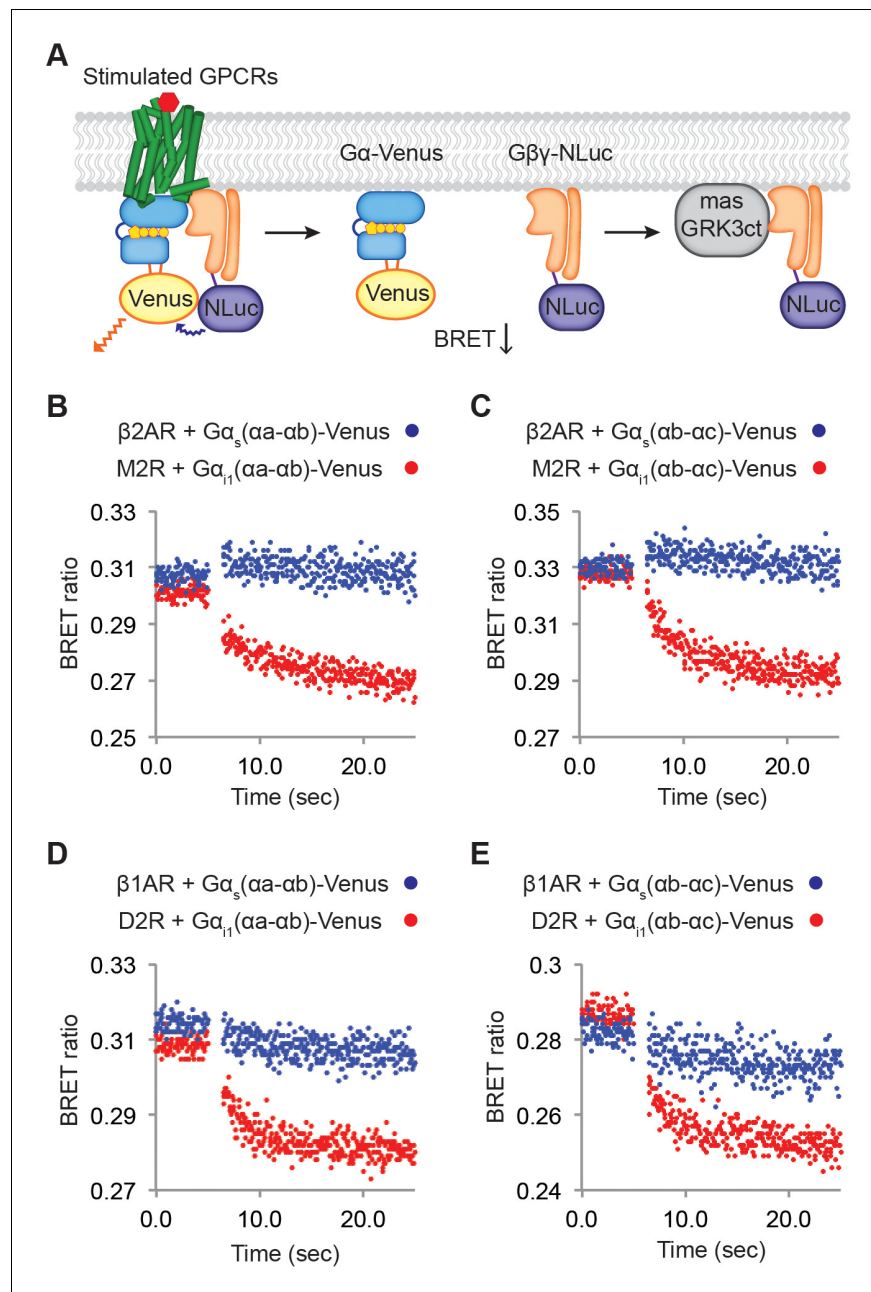 A
Stimulated GPCRs
Gα-Venus
Gβγ-NLuc
mas
GRK3ct
Venus
NLuc
Venus
NLuc
NLuc
BRET↓
B
β2AR + Gαs(αa-αb)-Venus
M2R + Gαi1(αa-αb)-Venus
0.33
0.31
0.29
0.27
0.25
BRET ratio
0.0
10.0
20.0
Time (sec)
C
β2AR + Gαs(αb-αc)-Venus
M2R + Gαi1(αb-αc)-Venus
0.35
0.33
0.31
0.29
0.27
BRET ratio
0.0
10.0
20.0
Time (sec)
D
β1AR + Gαs(αa-αb)-Venus
D2R + Gαi1(αa-αb)-Venus
0.33
0.31
0.29
0.27
BRET ratio
0.0
10.0
20.0
Time (sec)
E
β1AR + Gαs(αb-αc)-Venus
D2R + Gαi1(αb-αc)-Venus
0.3
0.28
0.26
0.24
BRET ratio
0.0
10.0
20.0
Time (sec)